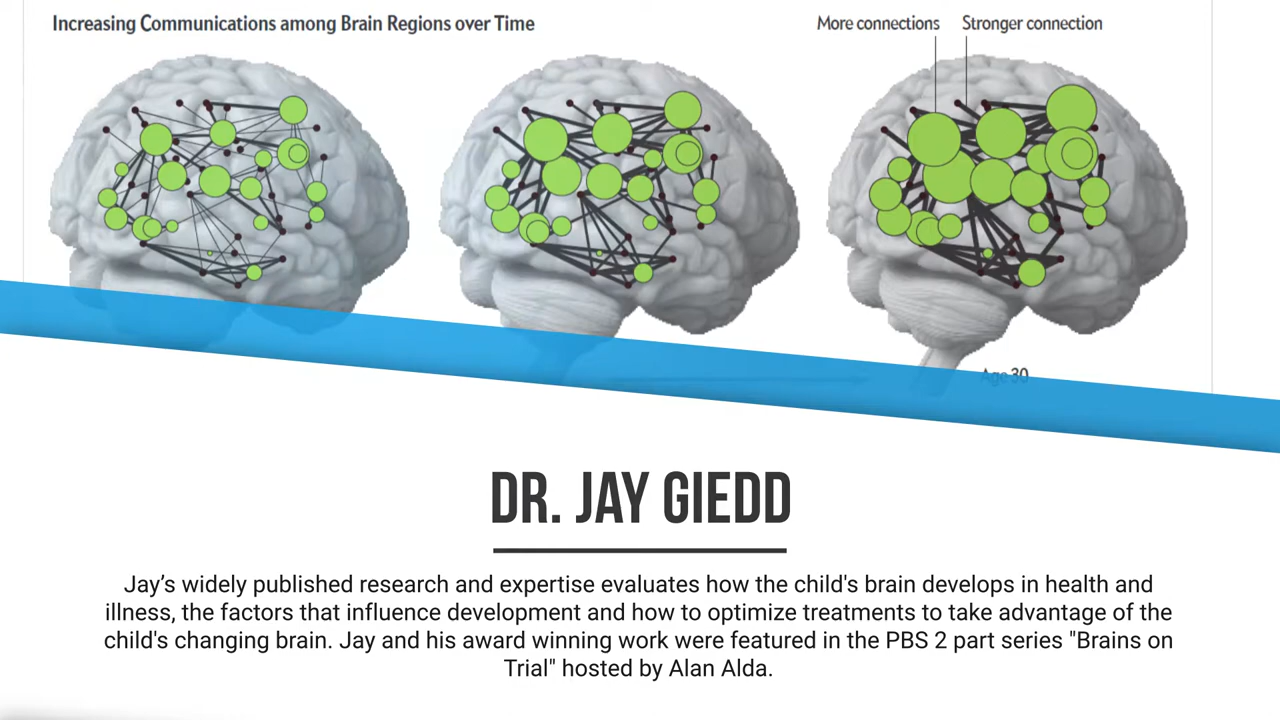 Increasing Communications among Brain Regions over Time
More connections
Stronger connection
Age 30
DR. JAY GIEDD
Jay’s widely published research and expertise evaluates how the child's brain develops in health and
illness, the factors that influence development and how to optimize treatments to take advantage of the
child's changing brain. Jay and his award winning work were featured in the PBS 2 part series "Brains on
Trial" hosted by Alan Alda.